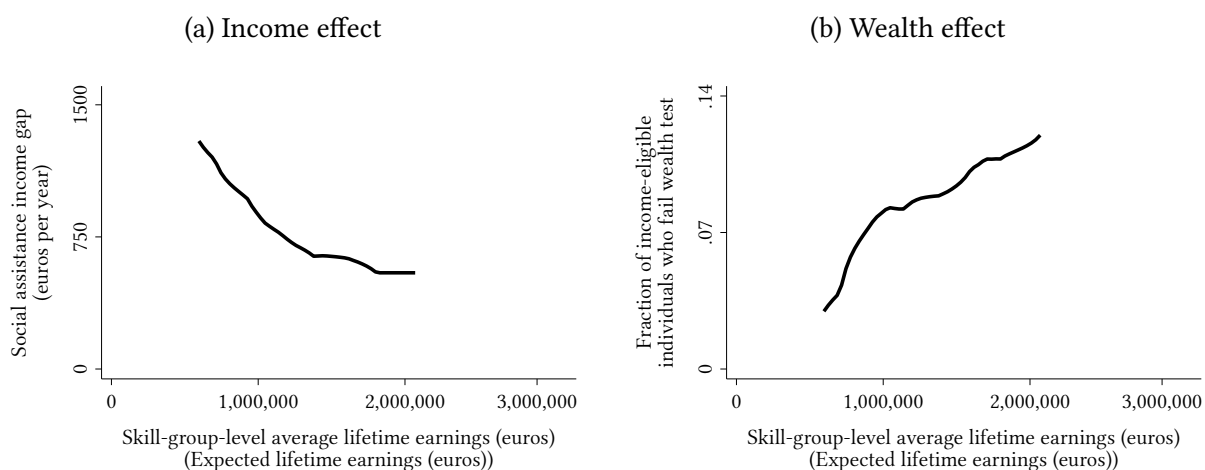 (a) Income effect
Social assistance income gap
(euros per year)
1500
750
0
0
1,000,000
2,000,000
3,000,000
Skill-group-level average lifetime earnings (euros)
(Expected lifetime earnings (euros))
(b) Wealth effect
Fraction of income-eligible
individuals who fail wealth test
.14
.07
0
0
1,000,000
2,000,000
3,000,000
Skill-group-level average lifetime earnings (euros)
(Expected lifetime earnings (euros))